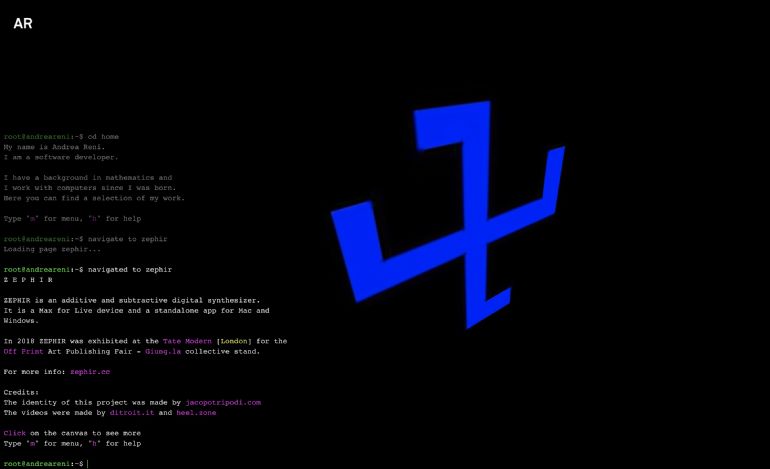 AR
root@andreareni:~$ cd home
My name is Andrea Reni.
I am a software developer.
I have a background in mathematics and
I work with computers since I was born.
Here you can find a selection of my work.
Type "m" for menu, "h" for help
root@andreareni:~$ navigate to zephir
Loading page zephir...
root@andreareni:~$ navigated to zephir
Z E P H I R
ZEPHIR is an additive and subtractive digital synthesizer.
It is a Max for Live device and a standalone app for Mac and
Windows.
In 2018 ZEPHIR was exhibited at the Tate Modern [London] for the
Off Print Art Publishing Fair - Giung.la collective stand.
For more info: zephir.cc
Credits:
The identity of this project was made by jacopotripodi.com
The videos were made by ditroit.it and heel.zone
Click on the canvas to see more
Type "m" for menu, "h" for help
root@andreareni:~$